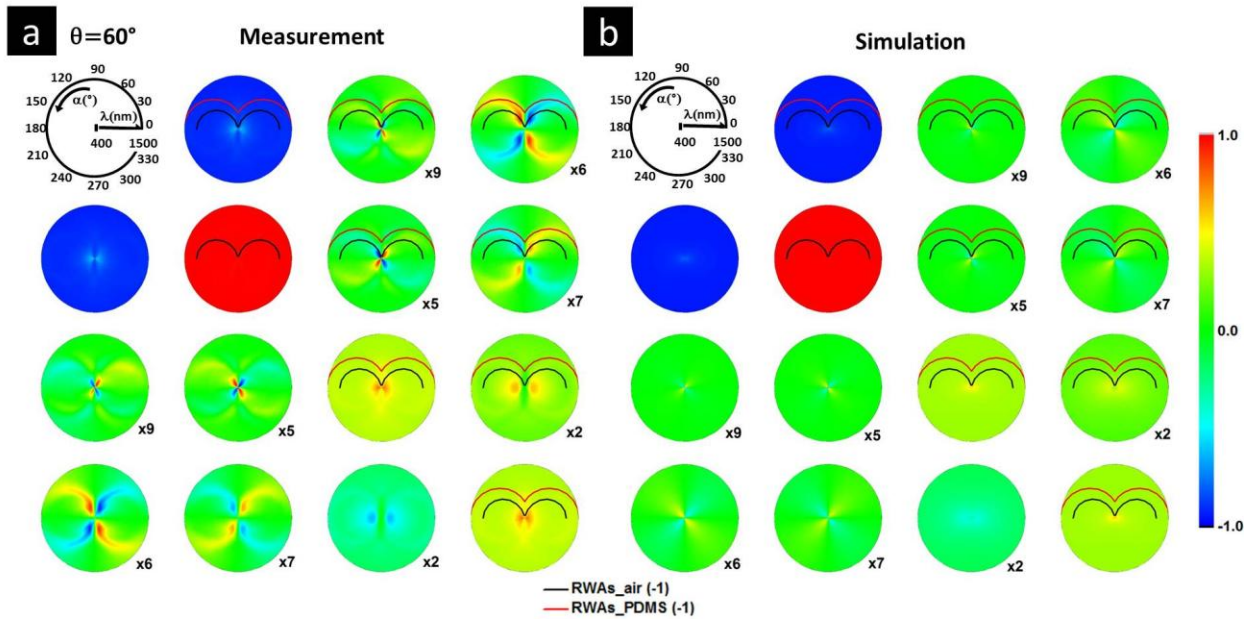 a θ=60° Measurement
b Simulation
90
120 60
α(°)
150 30
λ(nm)
180 0
400 1500
210 330
240 300
270
x9
x6
x5
x7
x9
x5
x2
x6
x7
x2
90
120 60
α(°)
150 30
λ(nm)
180 0
400 1500
210 330
240 300
270
x9
x6
x5
x7
x9
x5
x2
x6
x7
x2
1.0
0.0
-1.0
RWAs_air (-1)
RWAs_PDMS (-1)